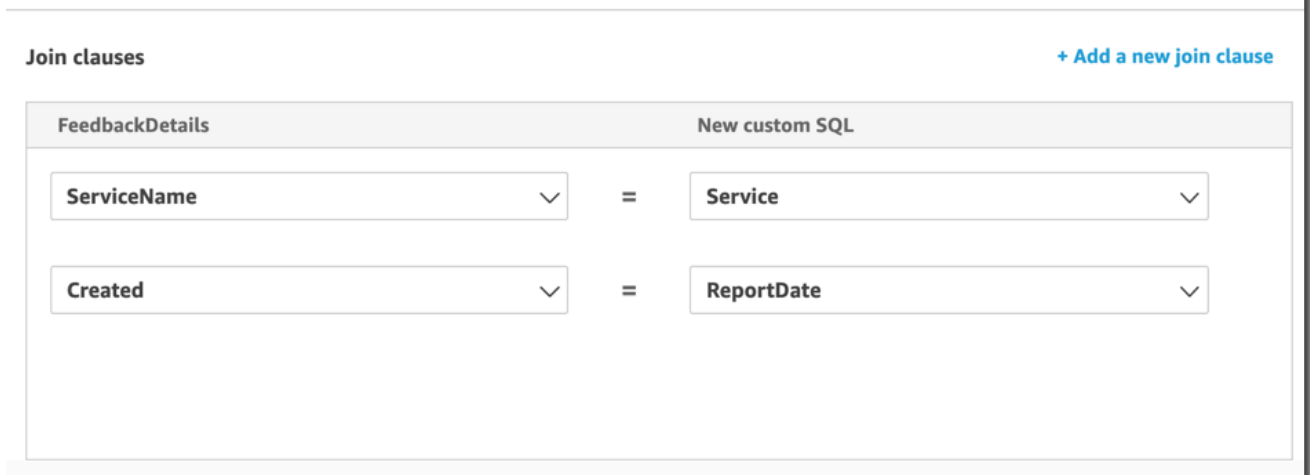 Join clauses + Add a new join clause
FeedbackDetails New custom SQL
ServiceName = Service
Created = ReportDate